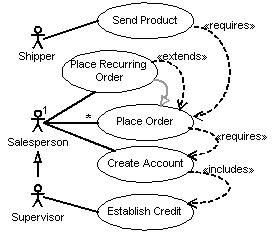 Send Product
«requires»
Shipper
Place Recurring
Order
«extends»
1
*
Place Order
Salesperson
«requires»
Create Account
«includes»
Supervisor
Establish Credit